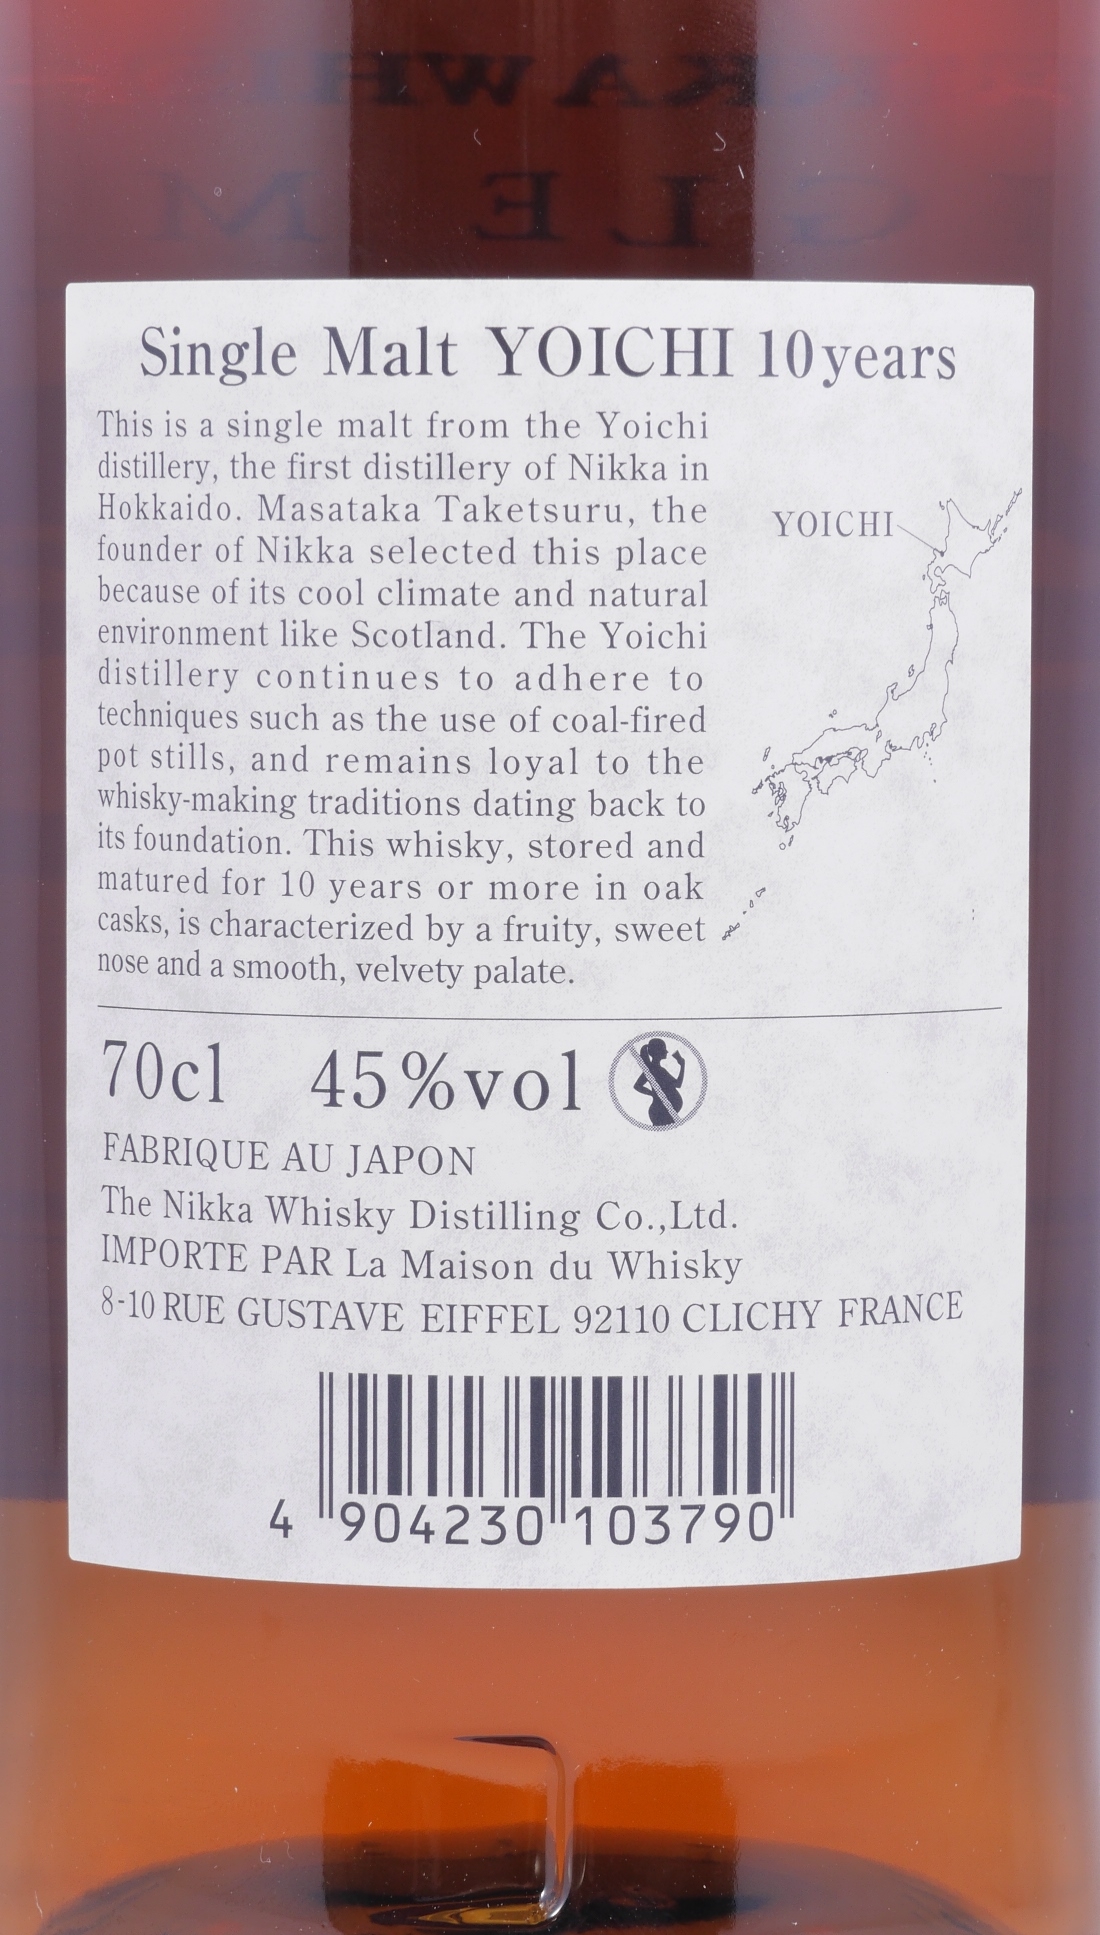 Single Malt YOICHI 10years
This is a single malt from the Yoichi
distillery, the first distillery of Nikka in
Hokkaido. Masataka Taketsuru, the
founder of Nikka selected this place
because of its cool climate and natural
environment like Scotland. The Yoichi
distillery continues to adhere to
techniques such as the use of coal-fired
pot stills, and remains loyal to the
whisky-making traditions dating back to
its foundation. This whisky, stored and
matured for 10 years or more in oak
casks, is characterized by a fruity, sweet
nose and a smooth, velvety palate.
YOICHI
70cl 45%vol
FABRIQUE AU JAPON
The Nikka Whisky Distilling Co.,Ltd.
IMPORTE PAR La Maison du Whisky
8-10 RUE GUSTAVE EIFFEL 92110 CLICHY FRANCE
4 904230 103790